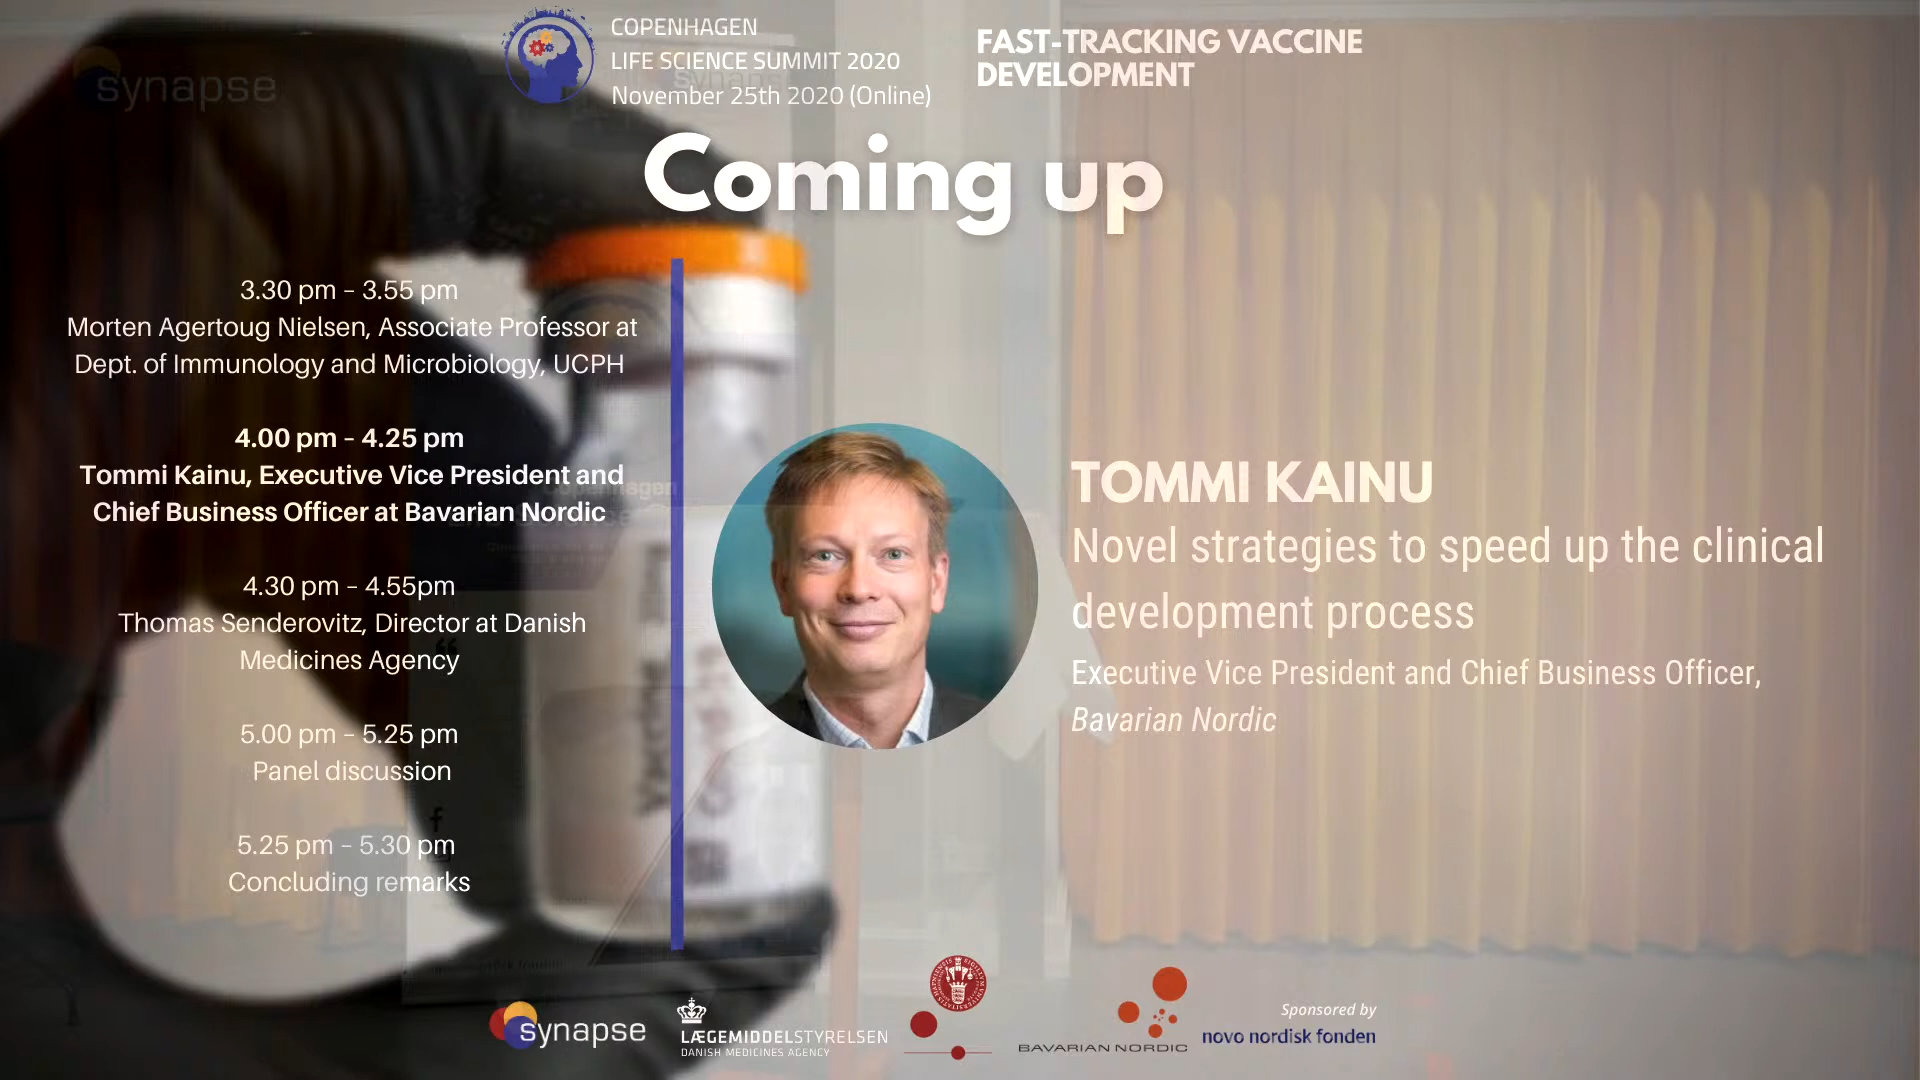 synapse
COPENHAGEN
LIFE SCIENCE SUMMIT 2020
November 25th 2020 (Online)
FAST-TRACKING VACCINE
DEVELOPMENT
Coming up
3.30 pm – 3.55 pm
Morten Agertoug Nielsen, Associate Professor at
Dept. of Immunology and Microbiology, UCPH
4.00 pm – 4.25 pm
Tommi Kainu, Executive Vice President and
Chief Business Officer at Bavarian Nordic
4.30 pm – 4.55pm
Thomas Senderovitz, Director at Danish
Medicines Agency
5.00 pm – 5.25 pm
Panel discussion
5.25 pm – 5.30 pm
Concluding remarks
TOMMI KAINU
Novel strategies to speed up the clinical
development process
Executive Vice President and Chief Business Officer,
Bavarian Nordic
synapse
LÆGEMIDDELSTYRELSEN
DANISH MEDICINES AGENCY
BAVARIAN NORDIC
Sponsored by
novo nordisk fonden